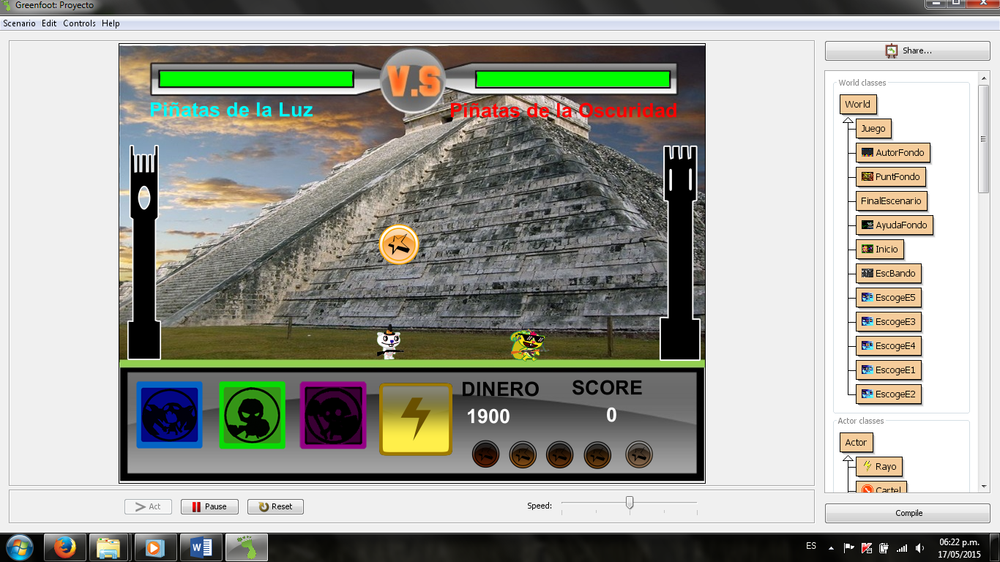 Greenfoot: Proyecto
Scenario Edit Controls Help
V.S
Piñatas de la Luz
Piñatas de la Oscuridad
DINERO
SCORE
1900
0
Act
Pause
Reset
Speed:
Share...
World classes
World
Juego
AutorFondo
PuntFondo
FinalEscenario
AyudaFondo
Inicio
EscBando
EscogeE5
EscogeE3
EscogeE4
EscogeE1
EscogeE2
Actor classes
Actor
Rayo
Cartel
Compile
ES
06:22 p.m.
17/05/2015